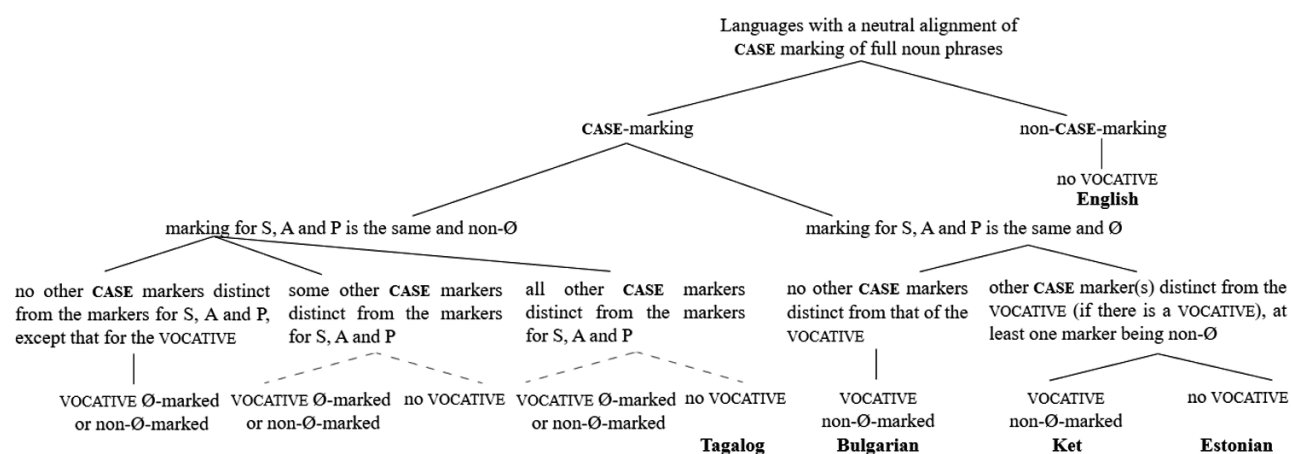 Languages with a neutral alignment of
CASE marking of full noun phrases
CASE-marking
non-CASE-marking
no VOCATIVE
English
marking for S, A and P is the same and non-Ø
marking for S, A and P is the same and Ø
no other CASE markers distinct
from the markers for S, A and P,
except that for the VOCATIVE
some other CASE markers
distinct from the markers
for S, A and P
all other CASE markers
distinct from the markers
for S, A and P
no other CASE markers
distinct from that of the
VOCATIVE
other CASE marker(s) distinct from the
VOCATIVE (if there is a VOCATIVE), at
least one marker being non-Ø
VOCATIVE Ø-marked
or non-Ø-marked
VOCATIVE Ø-marked
or non-Ø-marked
no VOCATIVE
VOCATIVE Ø-marked
or non-Ø-marked
no VOCATIVE
Tagalog
VOCATIVE
non-Ø-marked
Bulgarian
VOCATIVE
non-Ø-marked
Ket
no VOCATIVE
Estonian